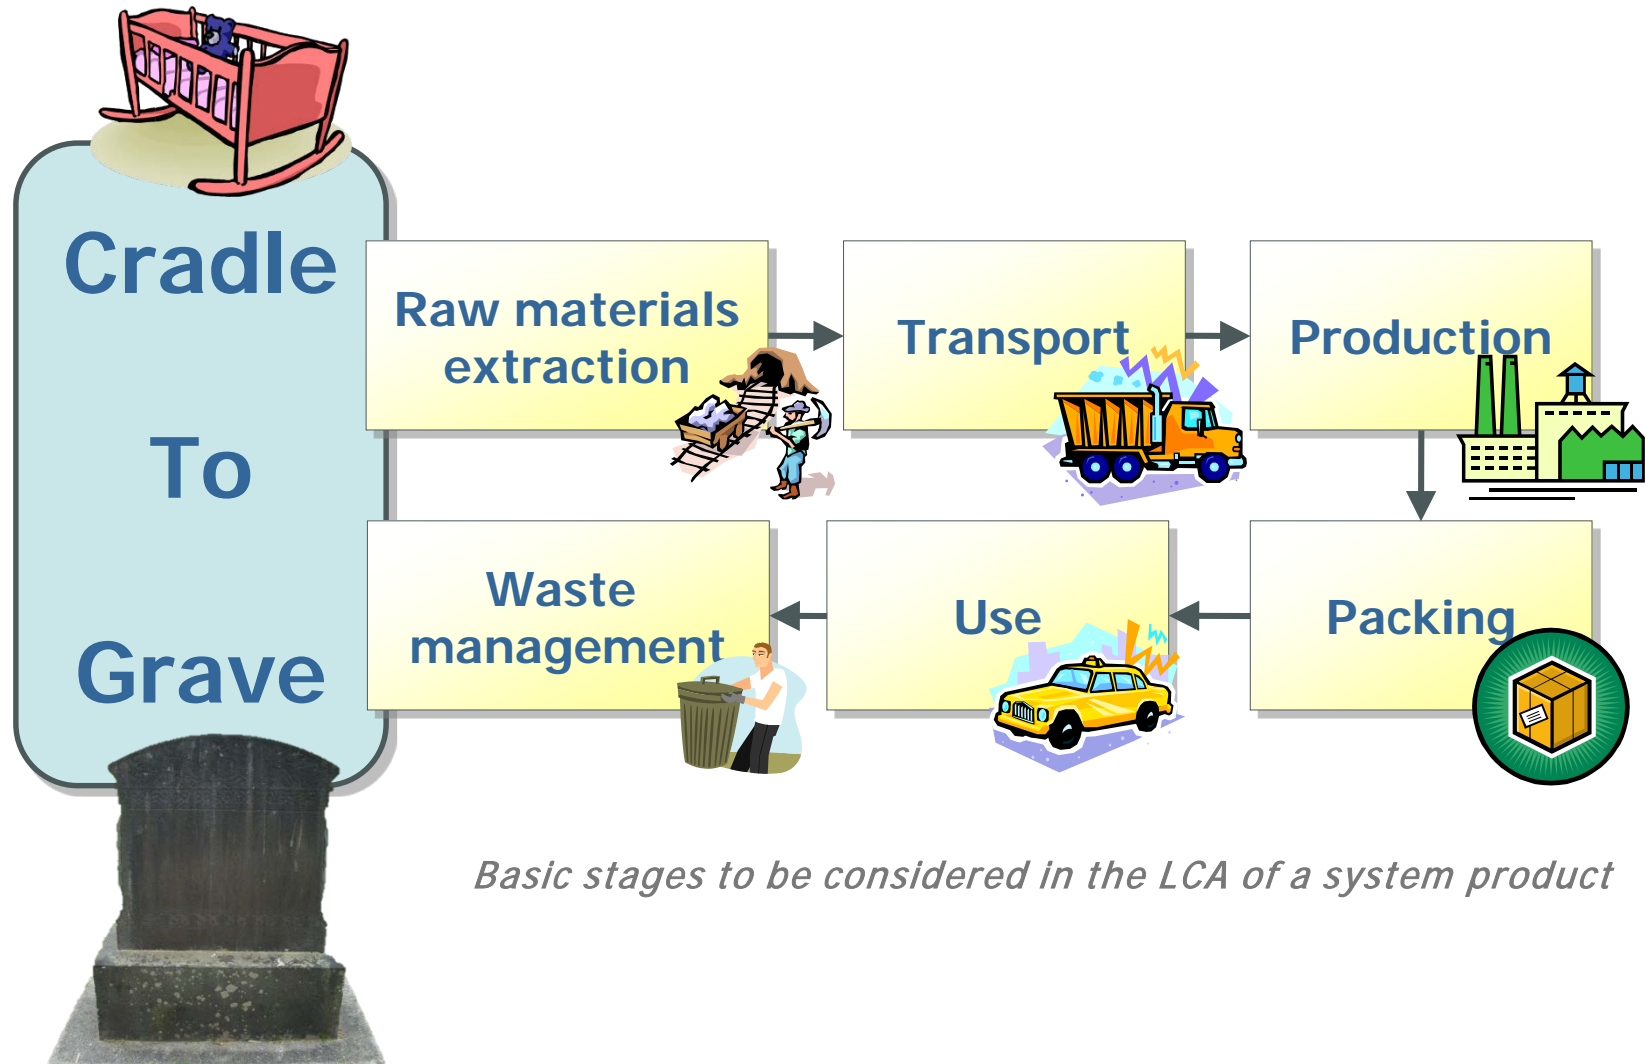 Cradle
To
Grave
Raw materials
extraction
Transport
Production
Waste
management
Use
Packing
Basic stages to be considered in the LCA of a system product